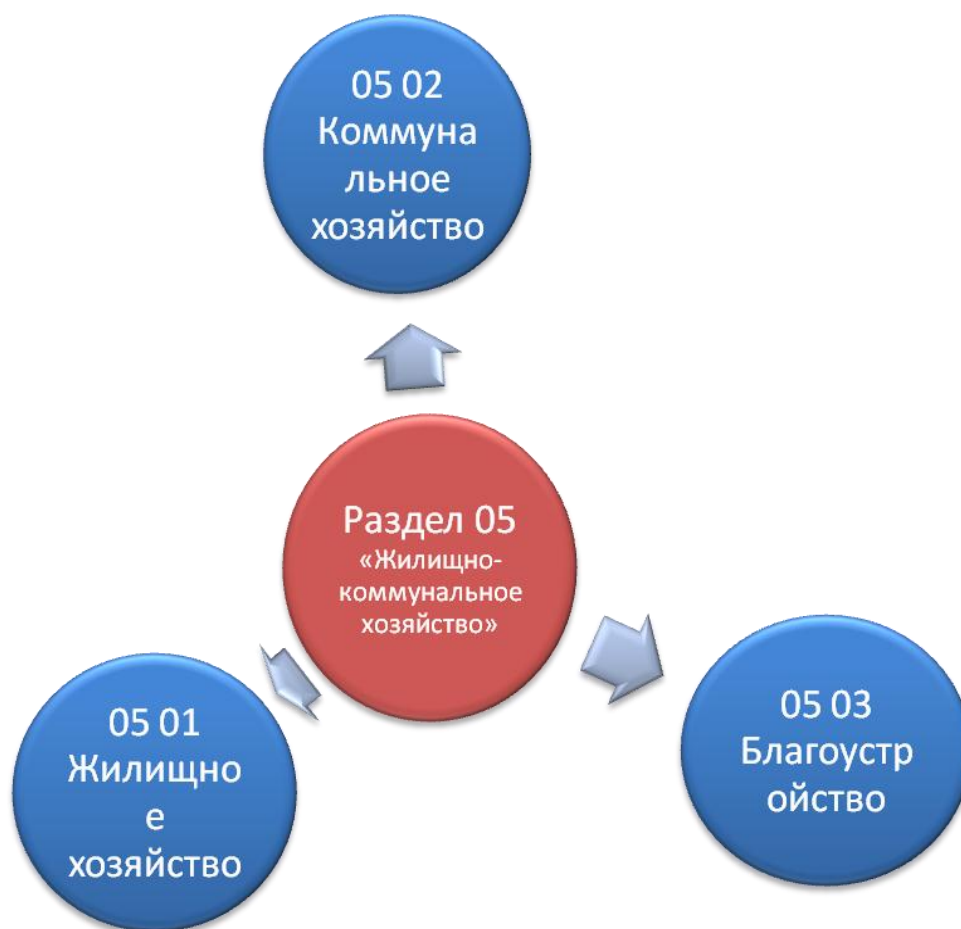 05 02
Коммуна
льное
хозяйство
Раздел 05
«Жилищно-
коммунальное
хозяйство»
05 01
Жилищно
е
хозяйство
05 03
Благоустр
ойство